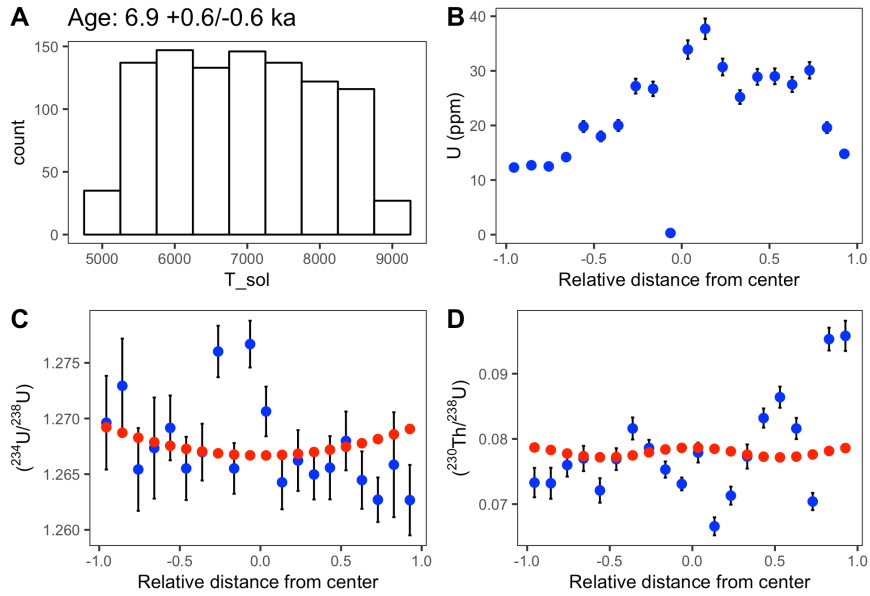 A Age: 6.9 +0.6/-0.6 ka
150
100
50
0
count
5000 6000 7000 8000 9000
T_sol
B
40
30
20
10
0
U (ppm)
-1.0 -0.5 0.0 0.5 1.0
Relative distance from center
C
1.275
1.270
1.265
1.260
(²³⁴U/²³⁸U)
-1.0 -0.5 0.0 0.5 1.0
Relative distance from center
D
0.09
0.08
0.07
(²³⁰Th/²³⁸U)
-1.0 -0.5 0.0 0.5 1.0
Relative distance from center